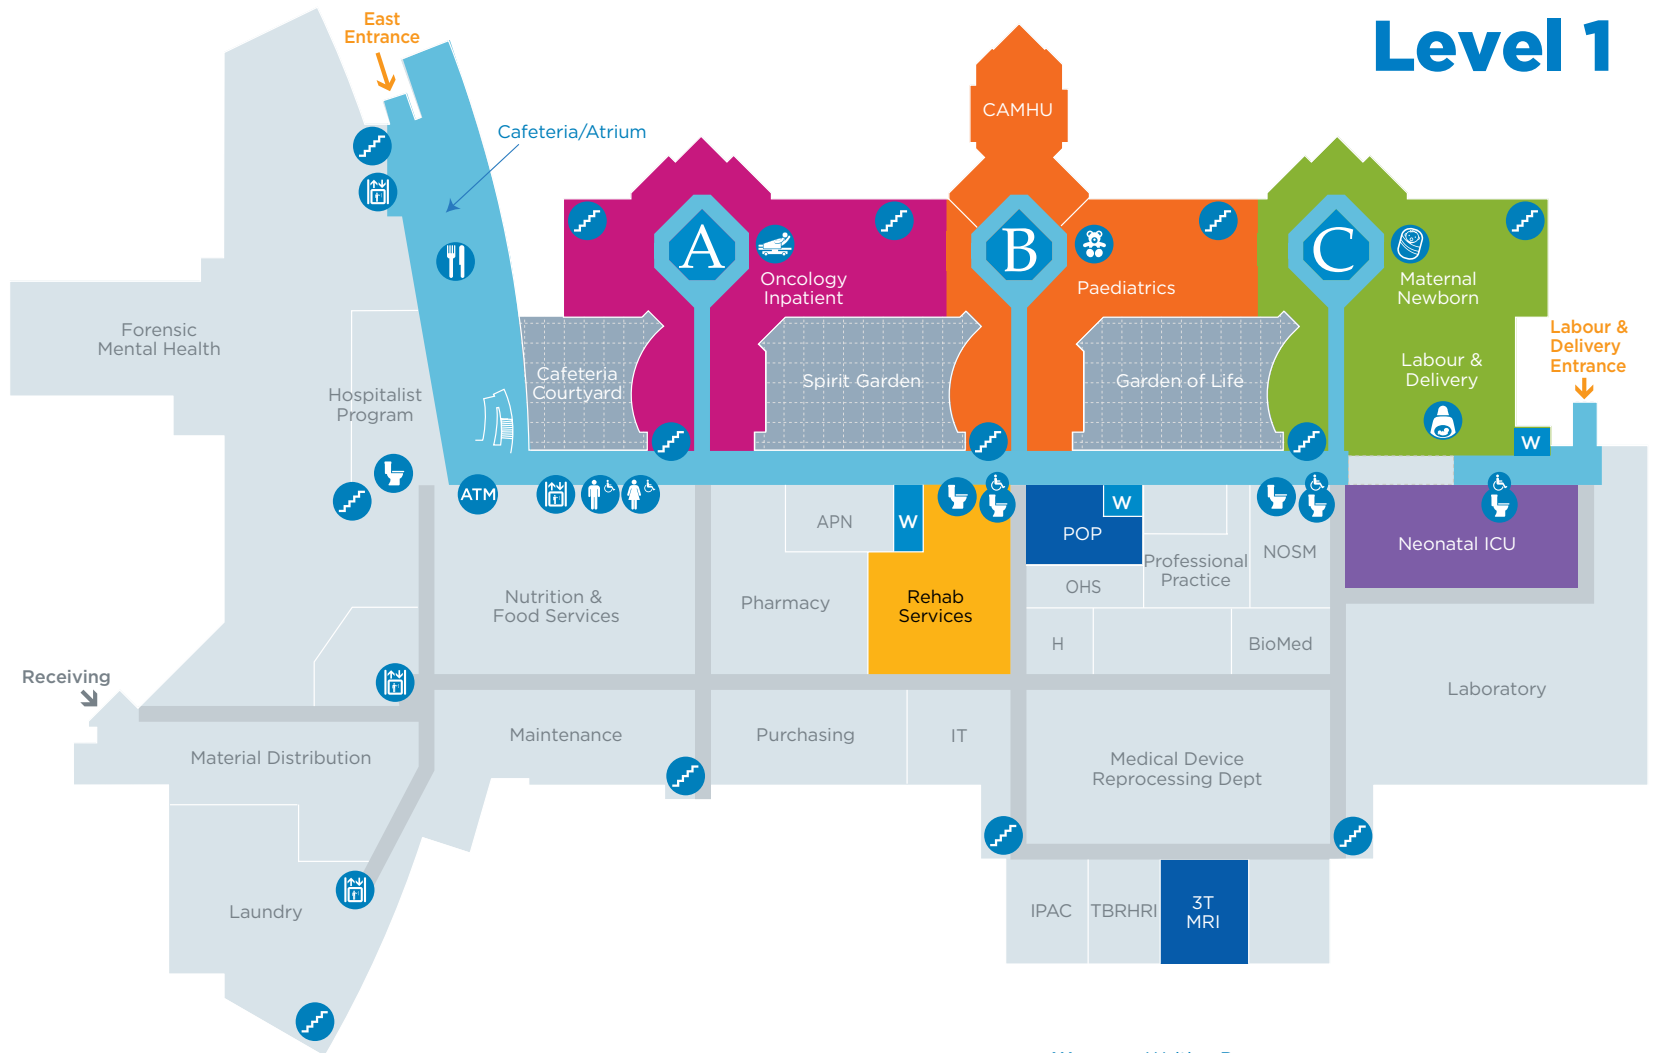 Level 1
East
Entrance
Cafeteria/Atrium
CAMHU
A
B
C
Oncology
Inpatient
Paediatrics
Maternal
Newborn
Forensic
Mental Health
Hospitalist
Program
Cafeteria
Courtyard
Spirit Garden
Garden of Life
Labour &
Delivery
Labour &
Delivery
Entrance
W
ATM
APN
W
POP
W
Professional
Practice
NOSM
Neonatal ICU
Nutrition &
Food Services
Pharmacy
Rehab
Services
OHS
H
BioMed
Receiving
Laboratory
Material Distribution
Maintenance
Purchasing
IT
Medical Device
Reprocessing Dept
Laundry
IPAC
TBRHRI
3T
MRI